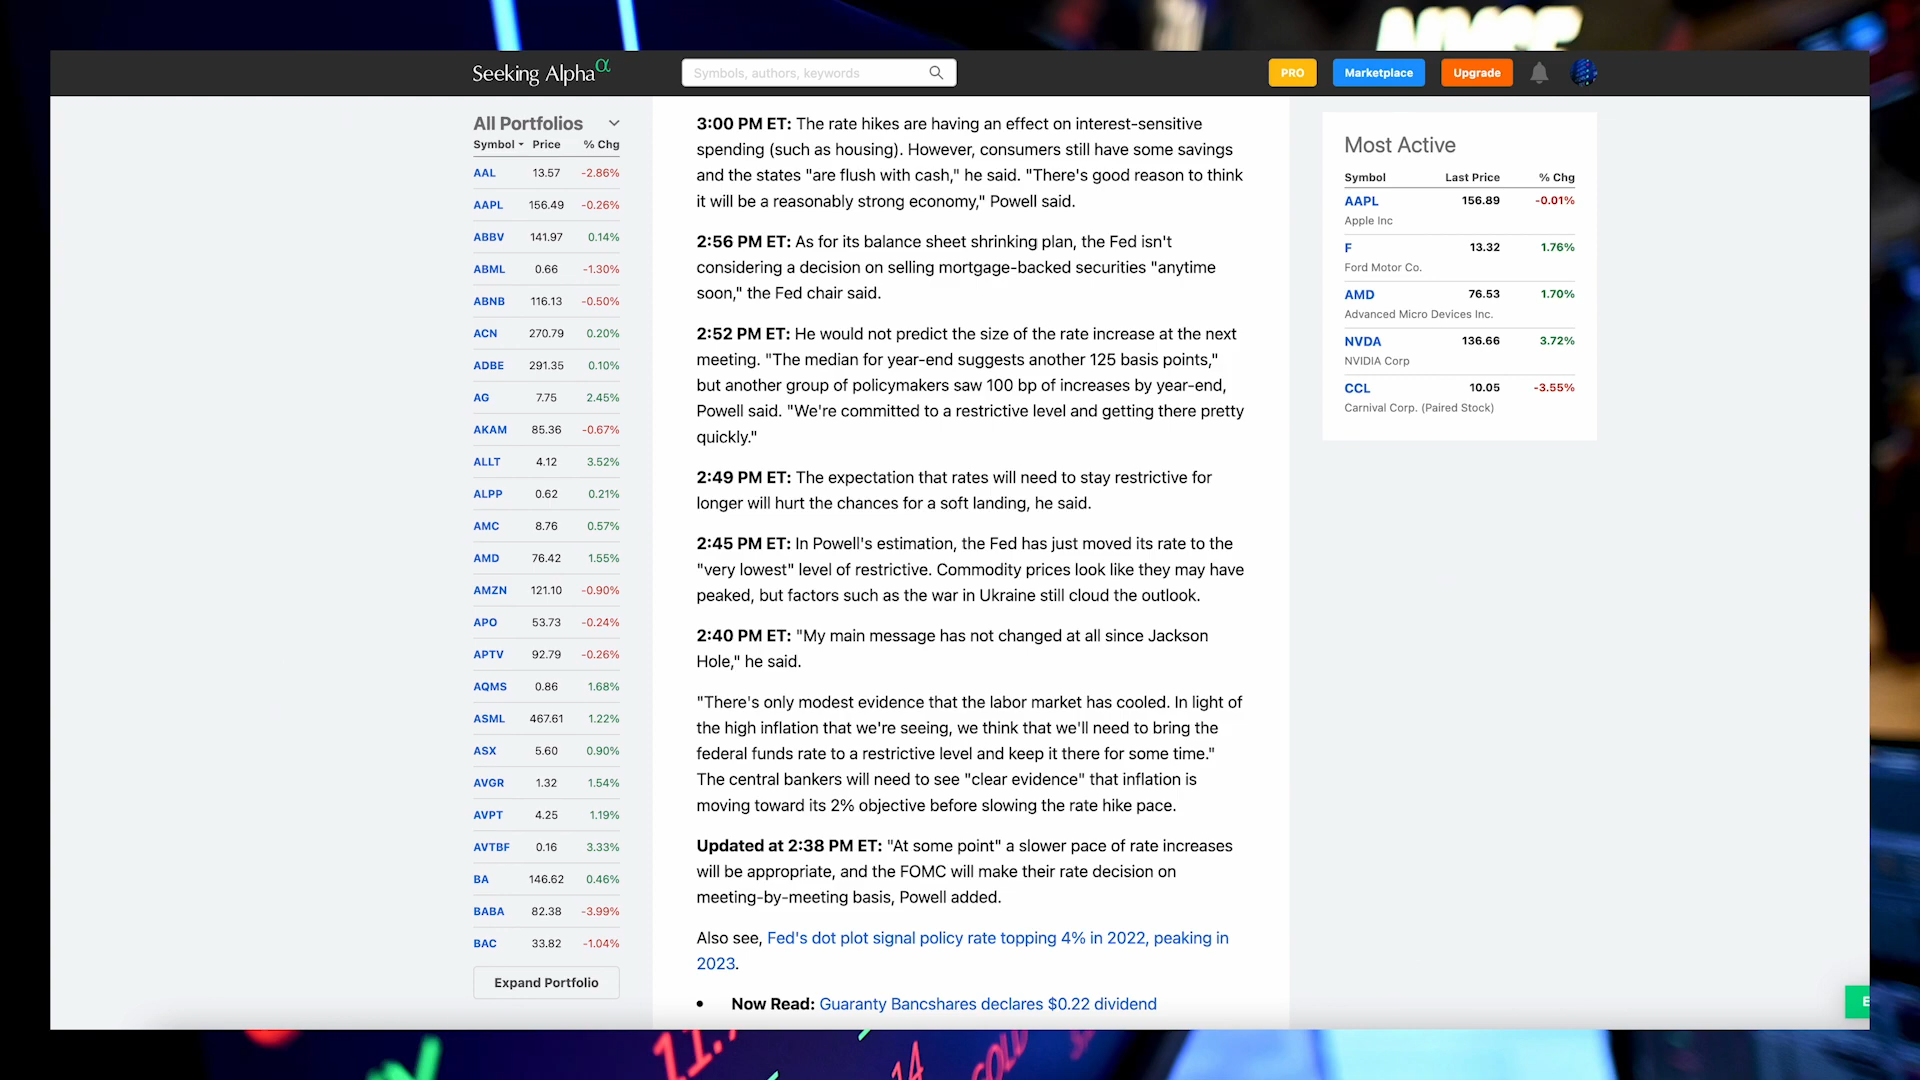 Seeking Alpha α
Symbols, authors, keywords
PRO
Marketplace
Upgrade
All Portfolios
Symbol Price % Chg
AAL 13.57 -2.86%
AAPL 156.49 -0.26%
ABBV 141.97 0.14%
ABML 0.66 -1.30%
ABNB 116.13 -0.50%
ACN 270.79 0.20%
ADBE 291.35 0.10%
AG 7.75 2.45%
AKAM 85.36 -0.67%
ALLT 4.12 3.52%
ALPP 0.62 0.21%
AMC 8.76 0.57%
AMD 76.42 1.55%
AMZN 121.10 -0.90%
APO 53.73 -0.24%
APTV 92.79 -0.26%
AQMS 0.86 1.68%
ASML 467.61 1.22%
ASX 5.60 0.90%
AVGR 1.32 1.54%
AVPT 4.25 1.19%
AVTBF 0.16 3.33%
BA 146.62 0.46%
BABA 82.38 -3.99%
BAC 33.82 -1.04%
Expand Portfolio
3:00 PM ET: The rate hikes are having an effect on interest-sensitive
spending (such as housing). However, consumers still have some savings
and the states "are flush with cash," he said. "There's good reason to think
it will be a reasonably strong economy," Powell said.
2:56 PM ET: As for its balance sheet shrinking plan, the Fed isn't
considering a decision on selling mortgage-backed securities "anytime
soon," the Fed chair said.
2:52 PM ET: He would not predict the size of the rate increase at the next
meeting. "The median for year-end suggests another 125 basis points,"
but another group of policymakers saw 100 bp of increases by year-end,
Powell said. "We're committed to a restrictive level and getting there pretty
quickly."
2:49 PM ET: The expectation that rates will need to stay restrictive for
longer will hurt the chances for a soft landing, he said.
2:45 PM ET: In Powell's estimation, the Fed has just moved its rate to the
"very lowest" level of restrictive. Commodity prices look like they may have
peaked, but factors such as the war in Ukraine still cloud the outlook.
2:40 PM ET: "My main message has not changed at all since Jackson
Hole," he said.
"There's only modest evidence that the labor market has cooled. In light of
the high inflation that we're seeing, we think that we'll need to bring the
federal funds rate to a restrictive level and keep it there for some time."
The central bankers will need to see "clear evidence" that inflation is
moving toward its 2% objective before slowing the rate hike pace.
Updated at 2:38 PM ET: "At some point" a slower pace of rate increases
will be appropriate, and the FOMC will make their rate decision on
meeting-by-meeting basis, Powell added.
Also see, Fed's dot plot signal policy rate topping 4% in 2022, peaking in
2023.
• Now Read: Guaranty Bancshares declares $0.22 dividend
Most Active
Symbol Last Price % Chg
AAPL 156.89 -0.01%
Apple Inc
F 13.32 1.76%
Ford Motor Co.
AMD 76.53 1.70%
Advanced Micro Devices Inc.
NVDA 136.66 3.72%
NVIDIA Corp
CCL 10.05 -3.55%
Carnival Corp. (Paired Stock)
14
GOLD